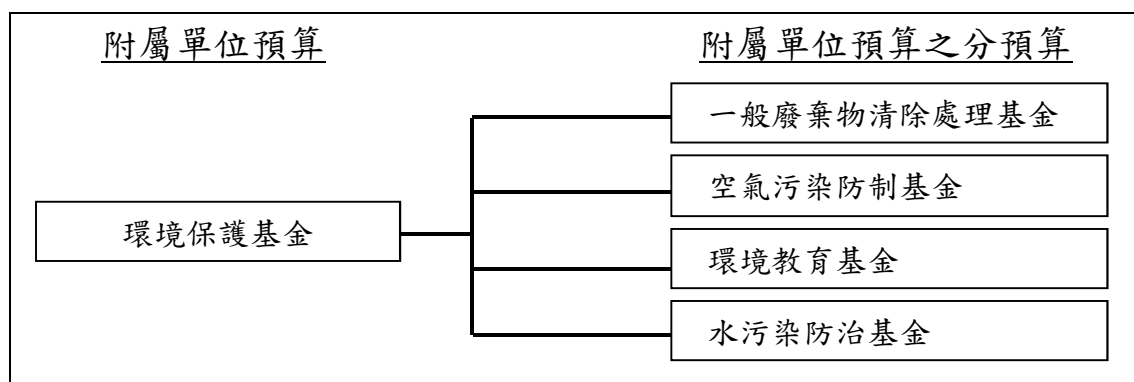 附屬單位預算
附屬單位預算之分預算
一般廢棄物清除處理基金
空氣污染防制基金
環境保護基金
環境教育基金
水污染防治基金